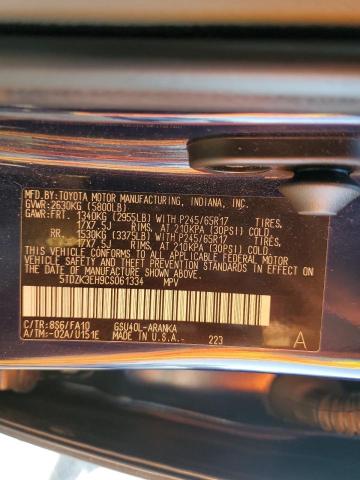 MFD.BY:TOYOTA MOTOR MANUFACTURING, INDIANA, INC.
GVWR:2630KG (5800LB)
GAWR:FRT. 1340KG (2955LB) WITH P245/65R17 TIRES,
17X7.5J RIMS, AT 210KPA (30PSI) COLD
RR. 1530KG (3375LB) WITH P245/65R17 TIRES,
17X7.5J RIMS, AT 210KPA (30PSI) COLD
THIS VEHICLE CONFORMS TO ALL APPLICABLE FEDERAL MOTOR
VEHICLE SAFETY AND THEFT PREVENTION STANDARDS IN EFFECT
ON THE DATE OF MANUFACTURE SHOWN ABOVE.
5TDZK3EH9CS061334 MPV
C/TR:8S6/FA10 GSU40L-ARANKA
A/TM:-02A/U151E MADE IN U.S.A. 223 A